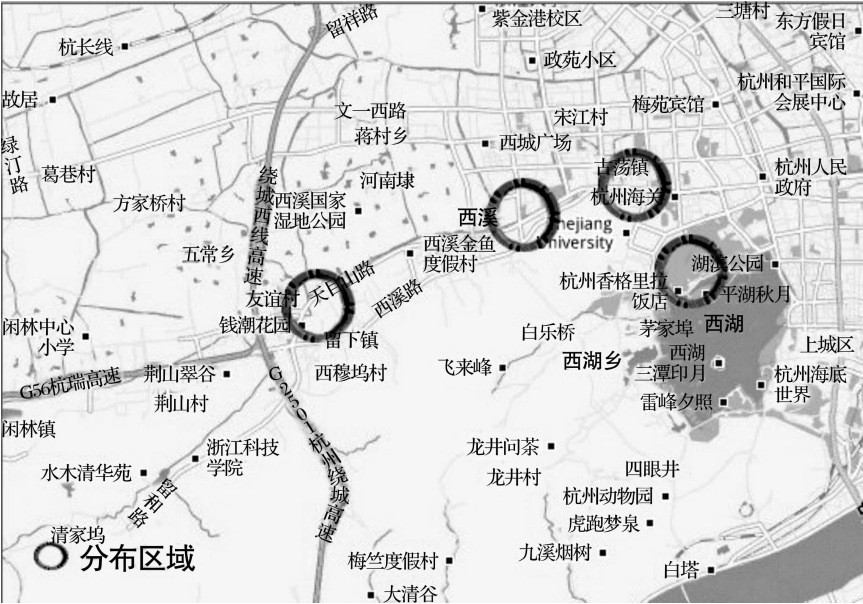 留祥路
紫金港校区
三塘村
东方假日
宾馆
杭长线
政苑小区
杭州和平国际
会展中心
故居
文一西路
宋江村
梅苑宾馆
蒋村乡
西城广场
绿汀路
葛巷村
古荡镇
杭州人民
政府
绕城西线高速
河南埭
杭州海关
方家桥村
西溪国家
湿地公园
西溪
hejiang
niversity
五常乡
西溪金鱼
度假村
湖滨公园
天目山路
友谊村
西溪路
杭州香格里拉
饭店
平湖秋月
钱潮花园
留下镇
闲林中心
小学
白乐桥
茅家埠
西湖
上城区
G56杭瑞高速
荆山翠谷
西穆坞村
飞来峰
西湖乡
西湖
三潭印月
杭州海底
世界
荆山村
雷峰夕照
G2501杭州绕城高速
闲林镇
浙江科技
学院
龙井问茶
水木清华苑
龙井村
四眼井
留和路
杭州动物园
虎跑梦泉
清家坞
分布区域
九溪烟树
梅竺度假村
白塔
大清谷